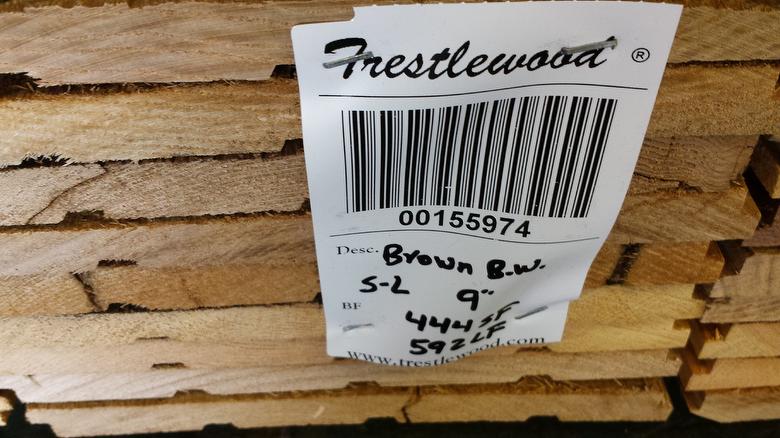 Trestlewood ®
00155974
Desc. Brown B.W.
S-L 9"
BF 444 SF
592 LF
www.trestlewood.com